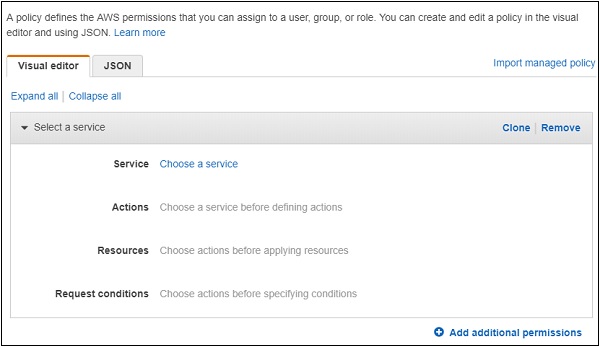 A policy defines the AWS permissions that you can assign to a user, group, or role. You can create and edit a policy in the visual
editor and using JSON. Learn more
Visual editor JSON Import managed policy
Expand all | Collapse all
Select a service Clone | Remove
Service Choose a service
Actions Choose a service before defining actions
Resources Choose actions before applying resources
Request conditions Choose actions before specifying conditions
Add additional permissions